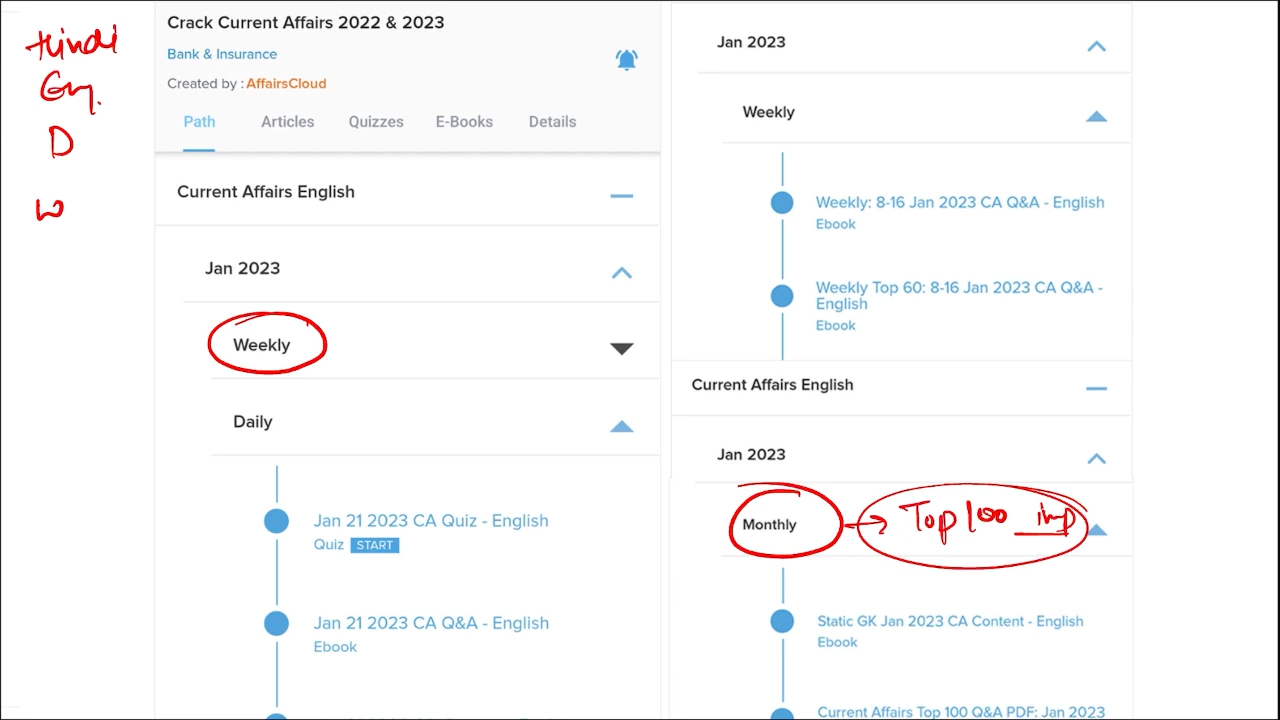 Hindi
Eng.
D
W
Crack Current Affairs 2022 & 2023
Bank & Insurance
Created by : AffairsCloud
Path Articles Quizzes E-Books Details
Current Affairs English
Jan 2023
Weekly
Daily
Jan 21 2023 CA Quiz - English
Quiz START
Jan 21 2023 CA Q&A - English
Ebook
Jan 2023
Weekly
Weekly: 8-16 Jan 2023 CA Q&A - English
Ebook
Weekly Top 60: 8-16 Jan 2023 CA Q&A -
English
Ebook
Current Affairs English
Jan 2023
Monthly → Top 100 imp
Static GK Jan 2023 CA Content - English
Ebook
Current Affairs Top 100 Q&A PDF: Jan 2023